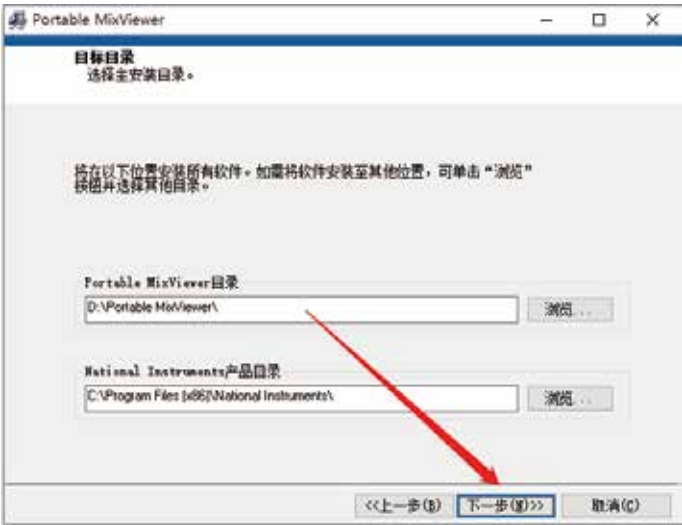 Portable MixViewer
目标目录
选择主安装目录。
将在以下位置安装所有软件。如需将软件安装至其他位置，可单击“浏览”
按钮并选择其他目录。
Portable MixViewer目录
D:\Portable MixViewer\
浏览...
National Instruments产品目录
C:\Program Files (x86)\National Instruments\
浏览...
<<上一步(B)
下一步(N)>>
取消(C)